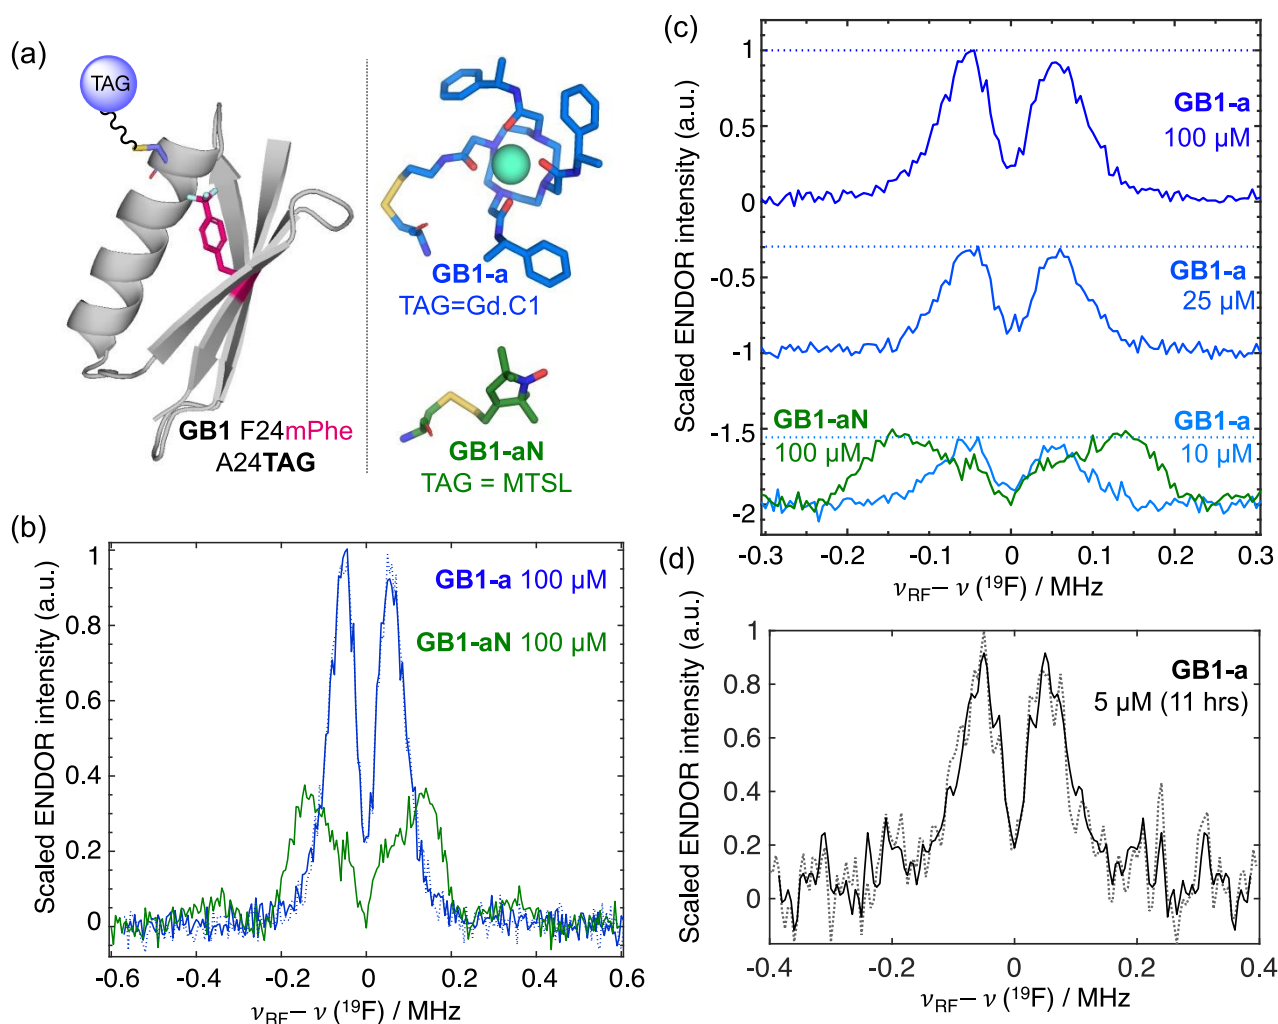 (a)
TAG
GB1 F24mPhe
A24TAG
GB1-a
TAG=Gd.C1
GB1-aN
TAG = MTSL
(b)
Scaled ENDOR intensity (a.u.)
1
0.8
0.6
0.4
0.2
0
GB1-a 100 µM
GB1-aN 100 µM
-0.6 -0.4 -0.2 0 0.2 0.4 0.6
νRF− ν (¹⁹F) / MHz
(c)
Scaled ENDOR intensity (a.u.)
1
0.5
0
-0.5
-1
-1.5
-2
GB1-a
100 µM
GB1-a
25 µM
GB1-aN
100 µM
GB1-a
10 µM
-0.3 -0.2 -0.1 0 0.1 0.2 0.3
νRF− ν (¹⁹F) / MHz
(d)
Scaled ENDOR intensity (a.u.)
1
0.8
0.6
0.4
0.2
0
GB1-a
5 µM (11 hrs)
-0.4 -0.2 0 0.2 0.4
νRF− ν (¹⁹F) / MHz